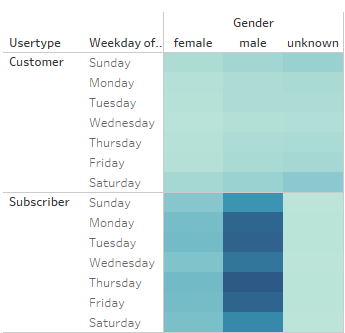 Gender
Usertype Weekday of.. female male unknown
Customer Sunday
Monday
Tuesday
Wednesday
Thursday
Friday
Saturday
Subscriber Sunday
Monday
Tuesday
Wednesday
Thursday
Friday
Saturday